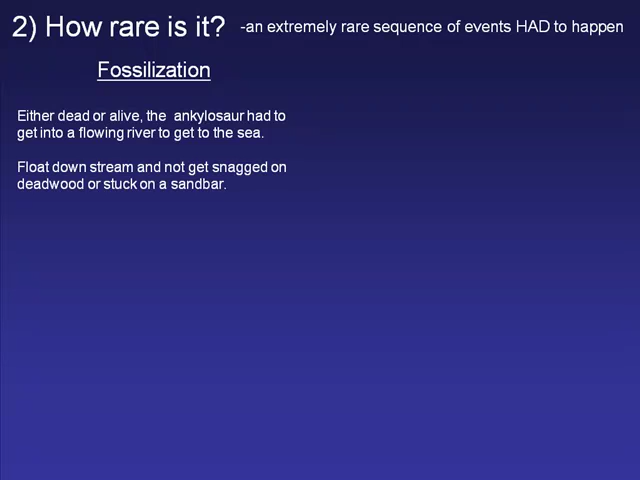 2) How rare is it? -an extremely rare sequence of events HAD to happen
Fossilization
Either dead or alive, the ankylosaur had to
get into a flowing river to get to the sea.
Float down stream and not get snagged on
deadwood or stuck on a sandbar.